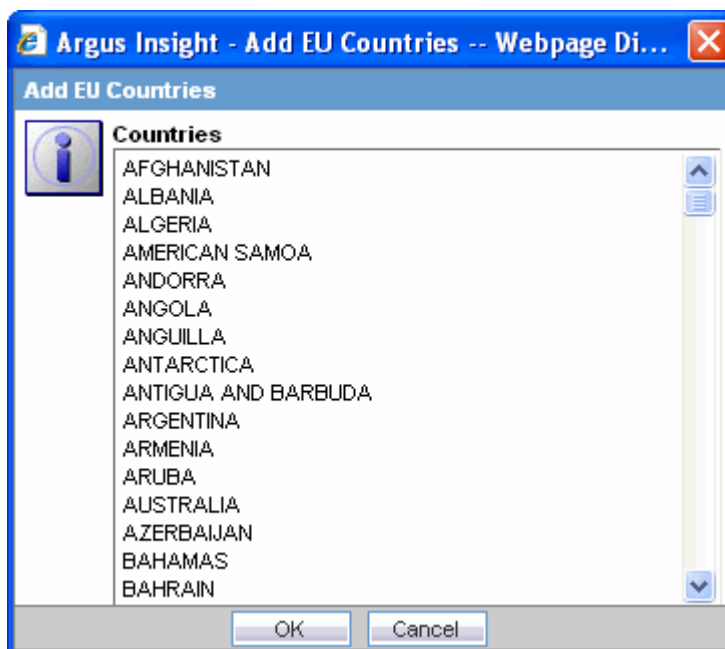 Argus Insight - Add EU Countries -- Webpage Di...
Add EU Countries
Countries
AFGHANISTAN
ALBANIA
ALGERIA
AMERICAN SAMOA
ANDORRA
ANGOLA
ANGUILLA
ANTARCTICA
ANTIGUA AND BARBUDA
ARGENTINA
ARMENIA
ARUBA
AUSTRALIA
AZERBAIJAN
BAHAMAS
BAHRAIN
OK Cancel